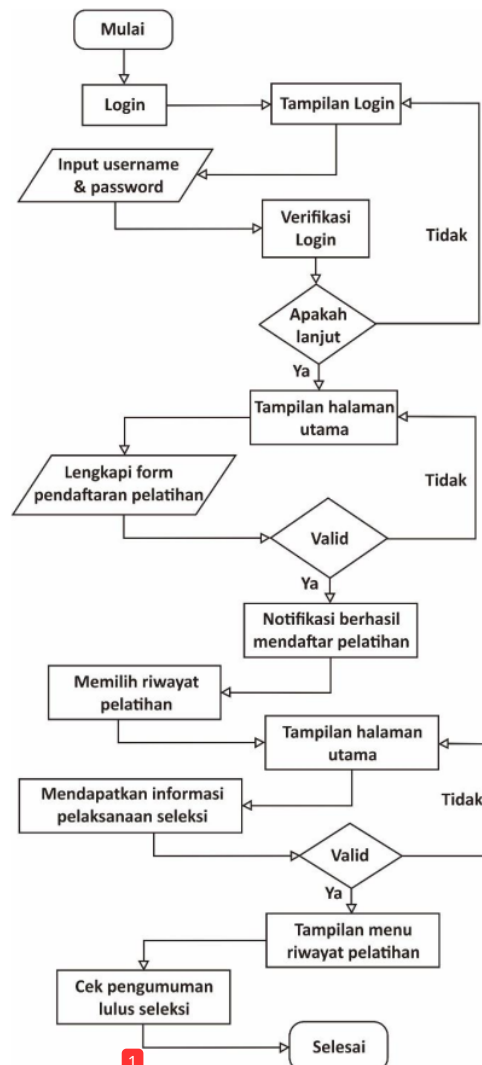 Mulai
Login
Tampilan Login
Input username
& password
Verifikasi
Login
Tidak
Apakah
lanjut
Ya
Tampilan halaman
utama
Lengkapi form
pendaftaran pelatihan
Tidak
Valid
Ya
Notifikasi berhasil
mendaftar pelatihan
Memilih riwayat
pelatihan
Tampilan halaman
utama
Mendapatkan informasi
pelaksanaan seleksi
Tidak
Valid
Ya
Tampilan menu
riwayat pelatihan
Cek pengumuman
lulus seleksi
Selesai
1